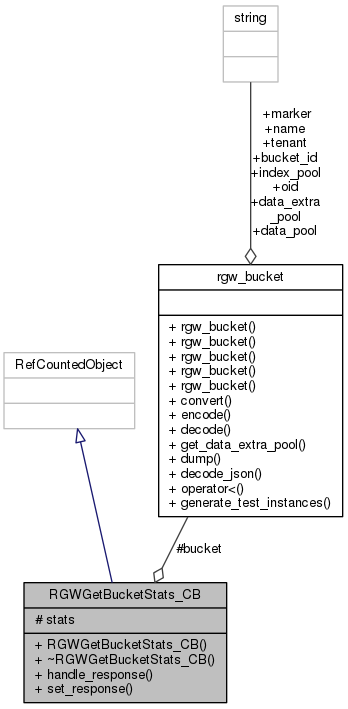 string
+marker
+name
+tenant
+bucket_id
+index_pool
+oid
+data_extra
_pool
+data_pool
rgw_bucket
+ rgw_bucket()
+ rgw_bucket()
+ rgw_bucket()
+ rgw_bucket()
+ rgw_bucket()
+ convert()
+ encode()
+ decode()
+ get_data_extra_pool()
+ dump()
+ decode_json()
+ operator<()
+ generate_test_instances()
RefCountedObject
#bucket
RGWGetBucketStats_CB
# stats
+ RGWGetBucketStats_CB()
+ ~RGWGetBucketStats_CB()
+ handle_response()
+ set_response()